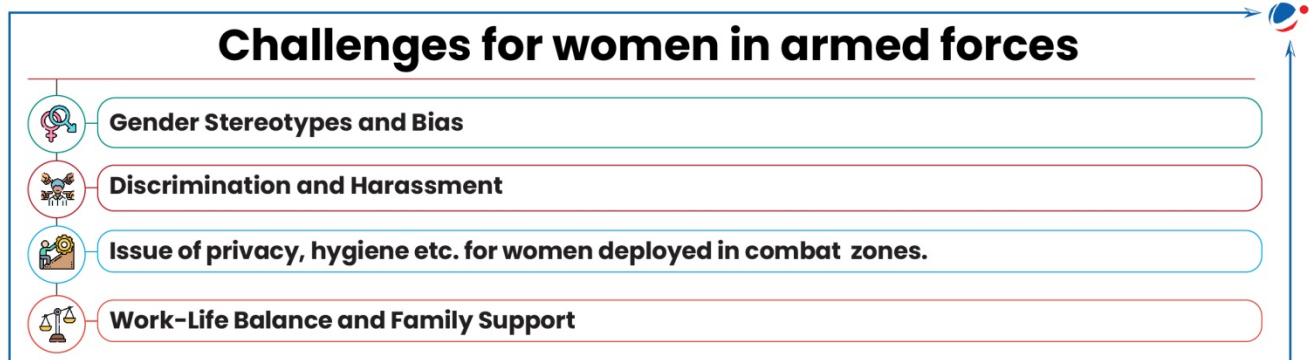 Challenges for women in armed forces
Gender Stereotypes and Bias
Discrimination and Harassment
Issue of privacy, hygiene etc. for women deployed in combat  zones.
Work-Life Balance and Family Support